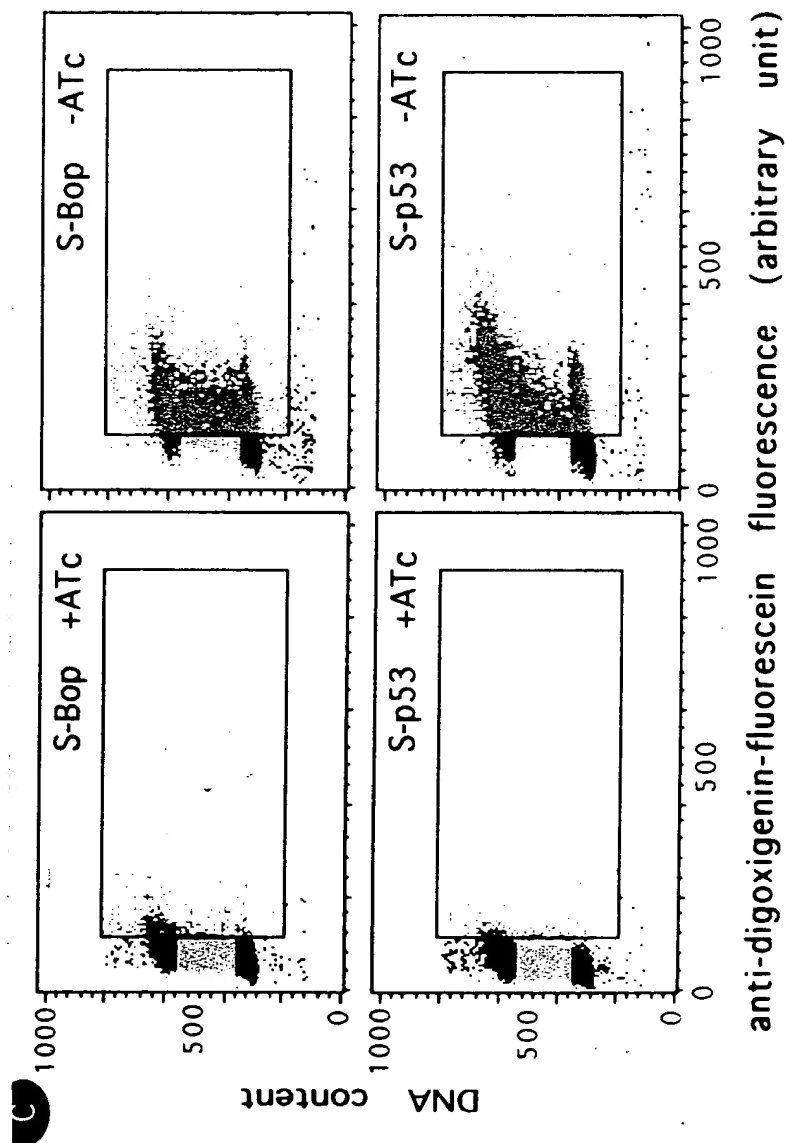 C
S-Bop +ATc
S-Bop -ATc
1000
500
0
S-p53 +ATc
S-p53 -ATc
1000
500
0
DNA content
0 500 1000
0 500 1000
anti-digoxigenin-fluorescein fluorescence (arbitrary unit)